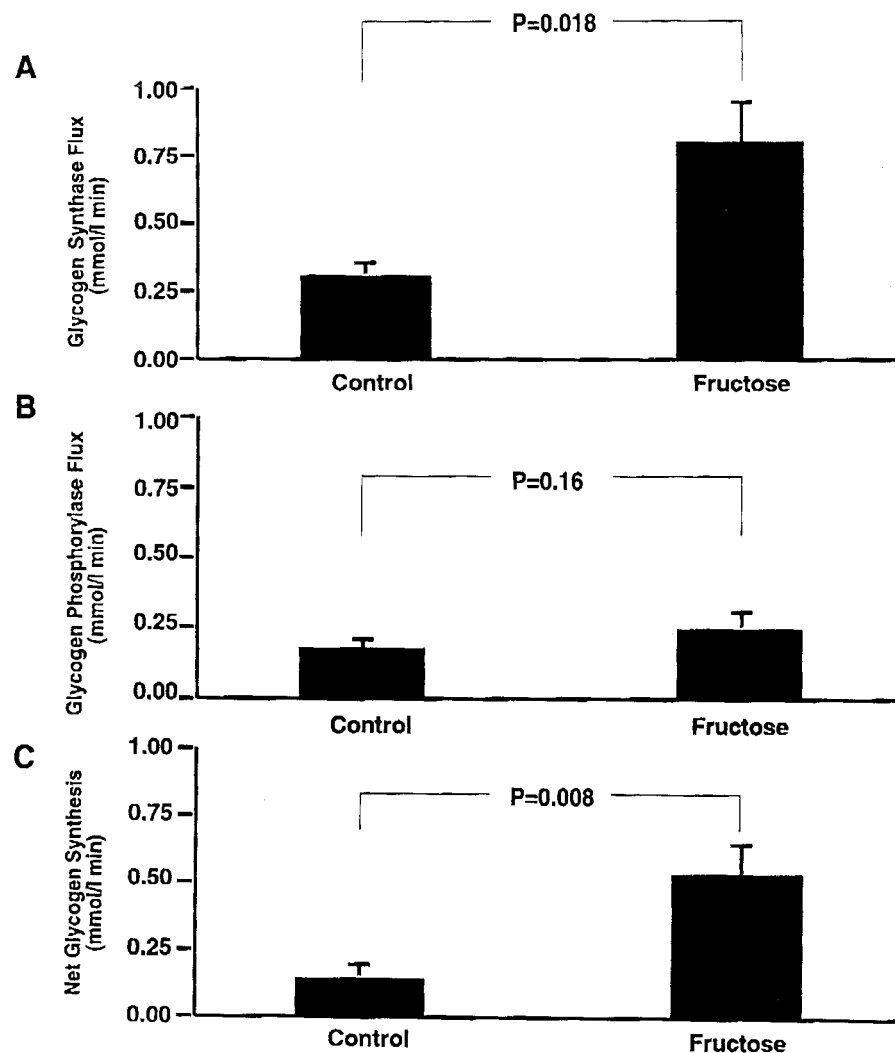 P=0.018
A
Glycogen Synthase Flux
(mmol/l min)
1.00
0.75
0.50
0.25
0.00
Control
Fructose
B
Glycogen Phosphorylase Flux
(mmol/l min)
1.00
0.75
0.50
0.25
0.00
P=0.16
Control
Fructose
C
Net Glycogen Synthesis
(mmol/l min)
1.00
0.75
0.50
0.25
0.00
P=0.008
Control
Fructose